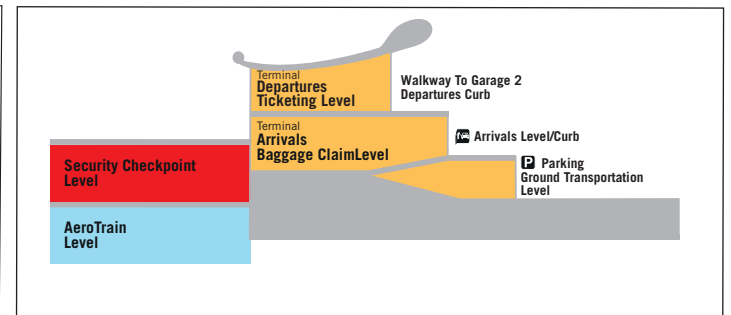 Terminal
Departures
Ticketing Level
Walkway To Garage 2
Departures Curb
Terminal
Arrivals
Baggage ClaimLevel
Arrivals Level/Curb
Security Checkpoint
Level
P Parking
Ground Transportation
Level
AeroTrain
Level